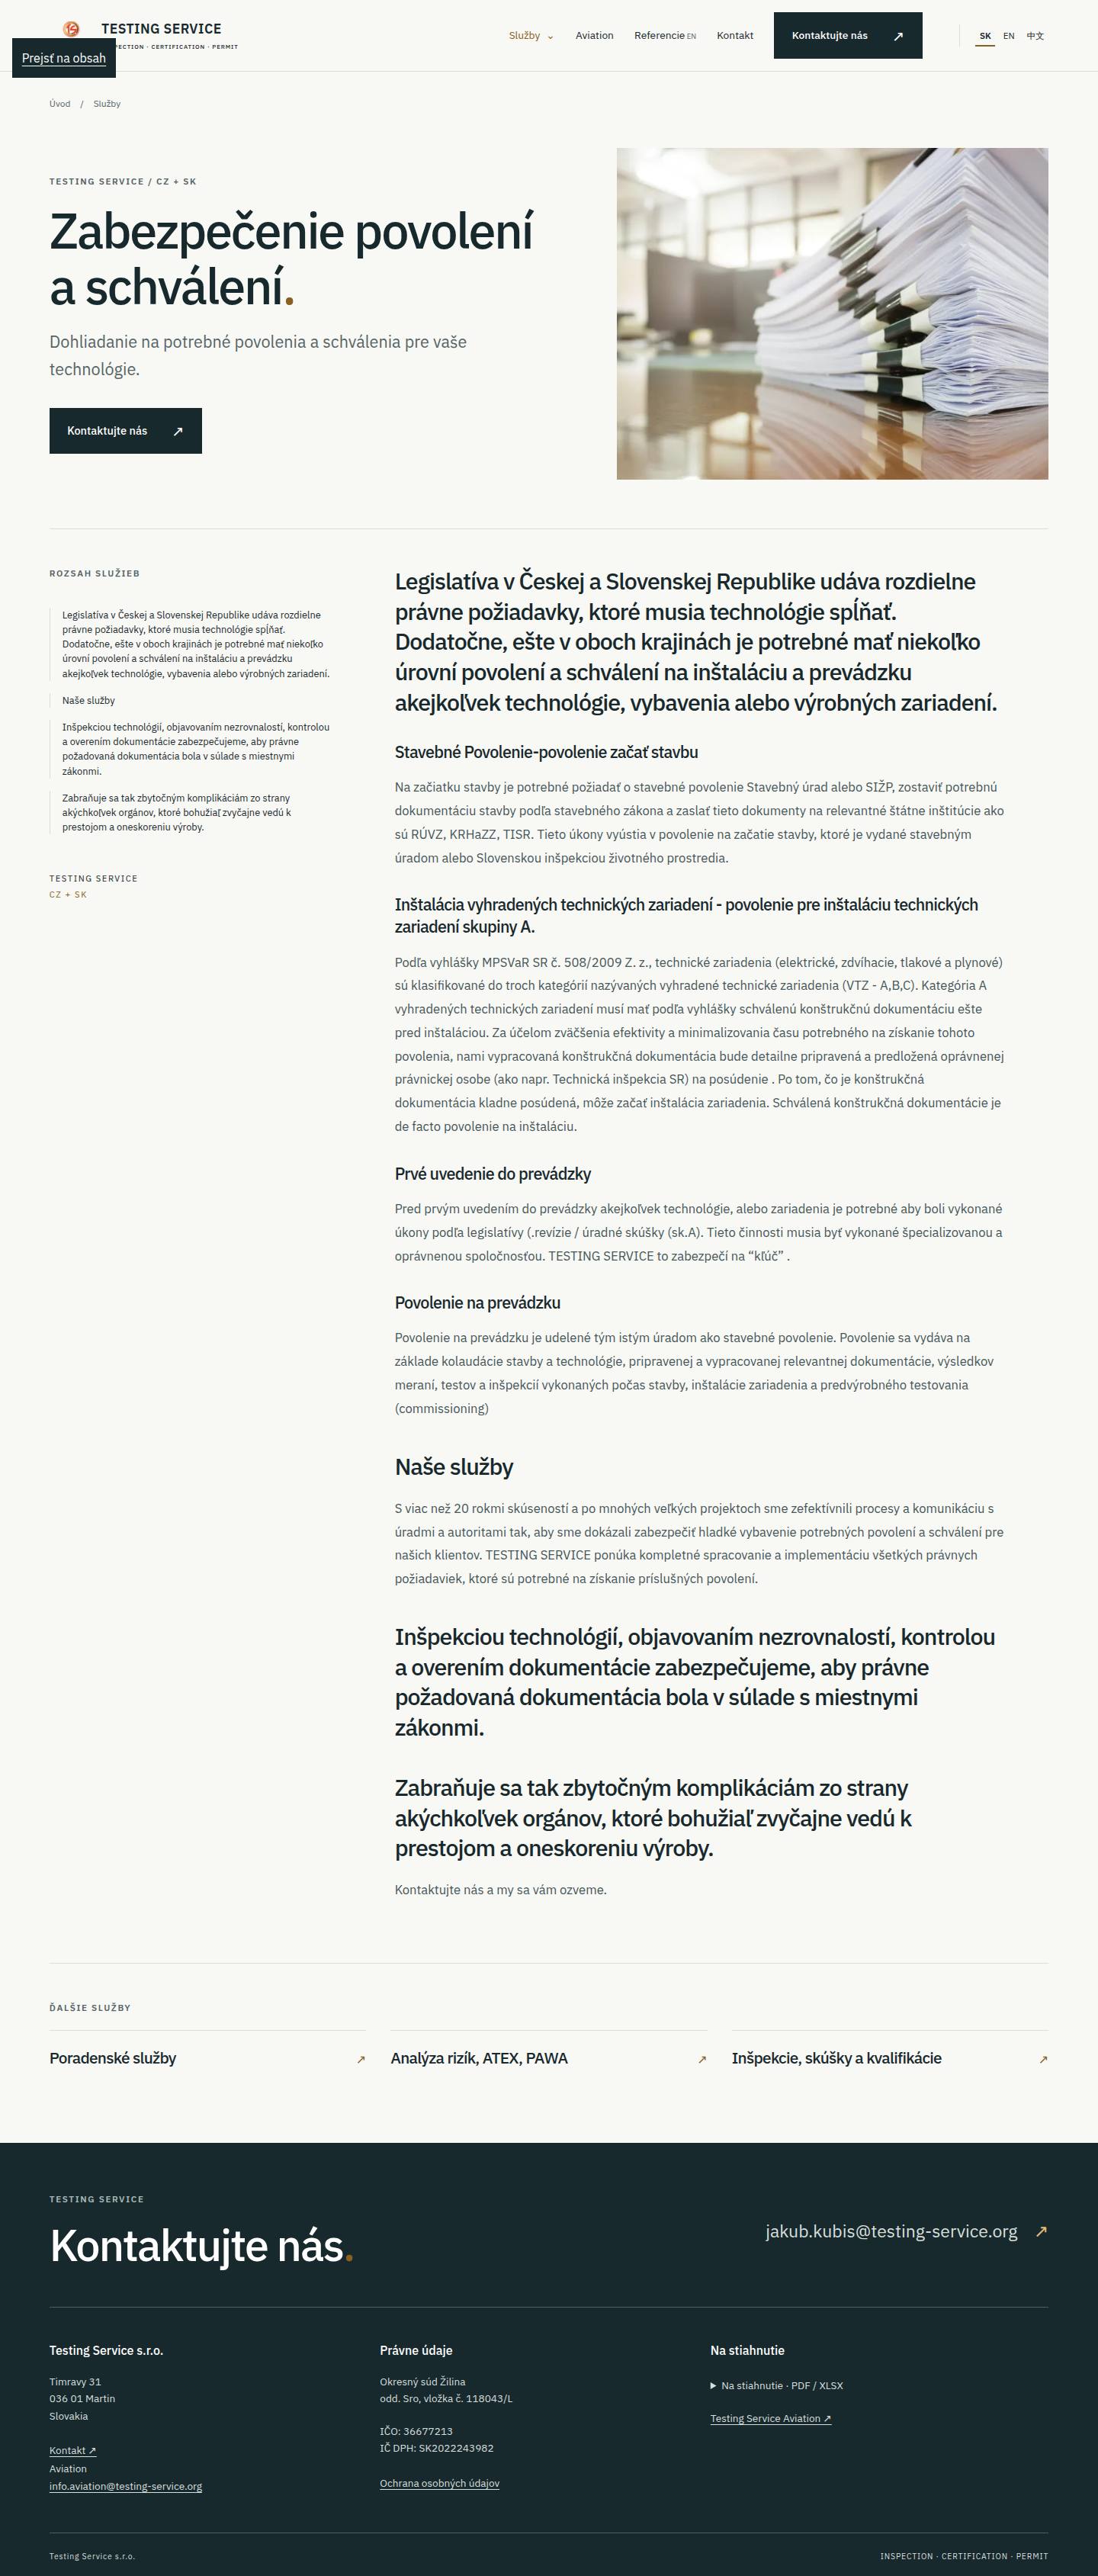 TESTING SERVICE
PECTION · CERTIFICATION · PERMIT
Prejsť na obsah
Služby
Aviation
Referencie EN
Kontakt
Kontaktujte nás ↗
SK EN 中文
Úvod / Služby
TESTING SERVICE / CZ + SK
Zabezpečenie povolení
a schválení.
Dohliadanie na potrebné povolenia a schválenia pre vaše
technológie.
Kontaktujte nás ↗
ROZSAH SLUŽIEB
Legislatíva v Českej a Slovenskej Republike udáva rozdielne
právne požiadavky, ktoré musia technológie spĺňať.
Dodatočne, ešte v oboch krajinách je potrebné mať niekoľko
úrovní povolení a schválení na inštaláciu a prevádzku
akejkoľvek technológie, vybavenia alebo výrobných zariadení.
Naše služby
Inšpekciou technológií, objavovaním nezrovnalostí, kontrolou
a overením dokumentácie zabezpečujeme, aby právne
požadovaná dokumentácia bola v súlade s miestnymi
zákonmi.
Zabraňuje sa tak zbytočným komplikáciám zo strany
akýchkoľvek orgánov, ktoré bohužiaľ zvyčajne vedú k
prestojom a oneskoreniu výroby.
TESTING SERVICE
CZ + SK
Legislatíva v Českej a Slovenskej Republike udáva rozdielne
právne požiadavky, ktoré musia technológie spĺňať.
Dodatočne, ešte v oboch krajinách je potrebné mať niekoľko
úrovní povolení a schválení na inštaláciu a prevádzku
akejkoľvek technológie, vybavenia alebo výrobných zariadení.
Stavebné Povolenie-povolenie začať stavbu
Na začiatku stavby je potrebné požiadať o stavebné povolenie Stavebný úrad alebo SIŽP, zostaviť potrebnú
dokumentáciu stavby podľa stavebného zákona a zaslať tieto dokumenty na relevantné štátne inštitúcie ako
sú RÚVZ, KRHaZZ, TISR. Tieto úkony vyústia v povolenie na začatie stavby, ktoré je vydané stavebným
úradom alebo Slovenskou inšpekciou životného prostredia.
Inštalácia vyhradených technických zariadení - povolenie pre inštaláciu technických
zariadení skupiny A.
Podľa vyhlášky MPSVaR SR č. 508/2009 Z. z., technické zariadenia (elektrické, zdvíhacie, tlakové a plynové)
sú klasifikované do troch kategórií nazývaných vyhradené technické zariadenia (VTZ - A,B,C). Kategória A
vyhradených technických zariadení musí mať podľa vyhlášky schválenú konštrukčnú dokumentáciu ešte
pred inštaláciou. Za účelom zväčšenia efektivity a minimalizovania času potrebného na získanie tohoto
povolenia, nami vypracovaná konštrukčná dokumentácia bude detailne pripravená a predložená oprávnenej
právnickej osobe (ako napr. Technická inšpekcia SR) na posúdenie . Po tom, čo je konštrukčná
dokumentácia kladne posúdená, môže začať inštalácia zariadenia. Schválená konštrukčná dokumentácie je
de facto povolenie na inštaláciu.
Prvé uvedenie do prevádzky
Pred prvým uvedením do prevádzky akejkoľvek technológie, alebo zariadenia je potrebné aby boli vykonané
úkony podľa legislatívy (.revízie / úradné skúšky (sk.A). Tieto činnosti musia byť vykonané špecializovanou a
oprávnenou spoločnosťou. TESTING SERVICE to zabezpečí na “kľúč” .
Povolenie na prevádzku
Povolenie na prevádzku je udelené tým istým úradom ako stavebné povolenie. Povolenie sa vydáva na
základe kolaudácie stavby a technológie, pripravenej a vypracovanej relevantnej dokumentácie, výsledkov
meraní, testov a inšpekcií vykonaných počas stavby, inštalácie zariadenia a predvýrobného testovania
(commissioning)
Naše služby
S viac než 20 rokmi skúseností a po mnohých veľkých projektoch sme zefektívnili procesy a komunikáciu s
úradmi a autoritami tak, aby sme dokázali zabezpečiť hladké vybavenie potrebných povolení a schválení pre
našich klientov. TESTING SERVICE ponúka kompletné spracovanie a implementáciu všetkých právnych
požiadaviek, ktoré sú potrebné na získanie príslušných povolení.
Inšpekciou technológií, objavovaním nezrovnalostí, kontrolou
a overením dokumentácie zabezpečujeme, aby právne
požadovaná dokumentácia bola v súlade s miestnymi
zákonmi.
Zabraňuje sa tak zbytočným komplikáciám zo strany
akýchkoľvek orgánov, ktoré bohužiaľ zvyčajne vedú k
prestojom a oneskoreniu výroby.
Kontaktujte nás a my sa vám ozveme.
ĎALŠIE SLUŽBY
Poradenské služby ↗
Analýza rizík, ATEX, PAWA ↗
Inšpekcie, skúšky a kvalifikácie ↗
TESTING SERVICE
Kontaktujte nás.
jakub.kubis@testing-service.org ↗
Testing Service s.r.o.
Timravy 31
036 01 Martin
Slovakia
Kontakt ↗
Aviation
info.aviation@testing-service.org
Právne údaje
Okresný súd Žilina
odd. Sro, vložka č. 118043/L
IČO: 36677213
IČ DPH: SK2022243982
Ochrana osobných údajov
Na stiahnutie
▶ Na stiahnutie · PDF / XLSX
Testing Service Aviation ↗
Testing Service s.r.o.
INSPECTION · CERTIFICATION · PERMIT